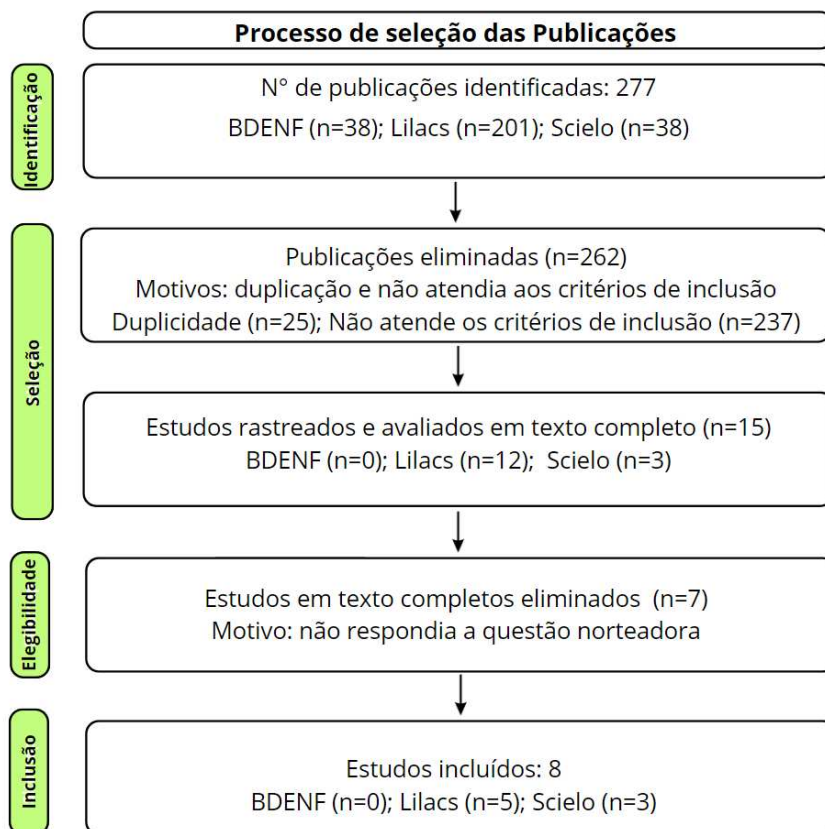 Processo de seleção das Publicações
Identificação
N° de publicações identificadas: 277
BDENF (n=38); Lilacs (n=201); Scielo (n=38)
Seleção
Publicações eliminadas (n=262)
Motivos: duplicação e não atendia aos critérios de inclusão
Duplicidade (n=25); Não atende os critérios de inclusão (n=237)
Estudos rastreados e avaliados em texto completo (n=15)
BDENF (n=0); Lilacs (n=12); Scielo (n=3)
Elegibilidade
Estudos em texto completos eliminados (n=7)
Motivo: não respondia a questão norteadora
Inclusão
Estudos incluídos: 8
BDENF (n=0); Lilacs (n=5); Scielo (n=3)